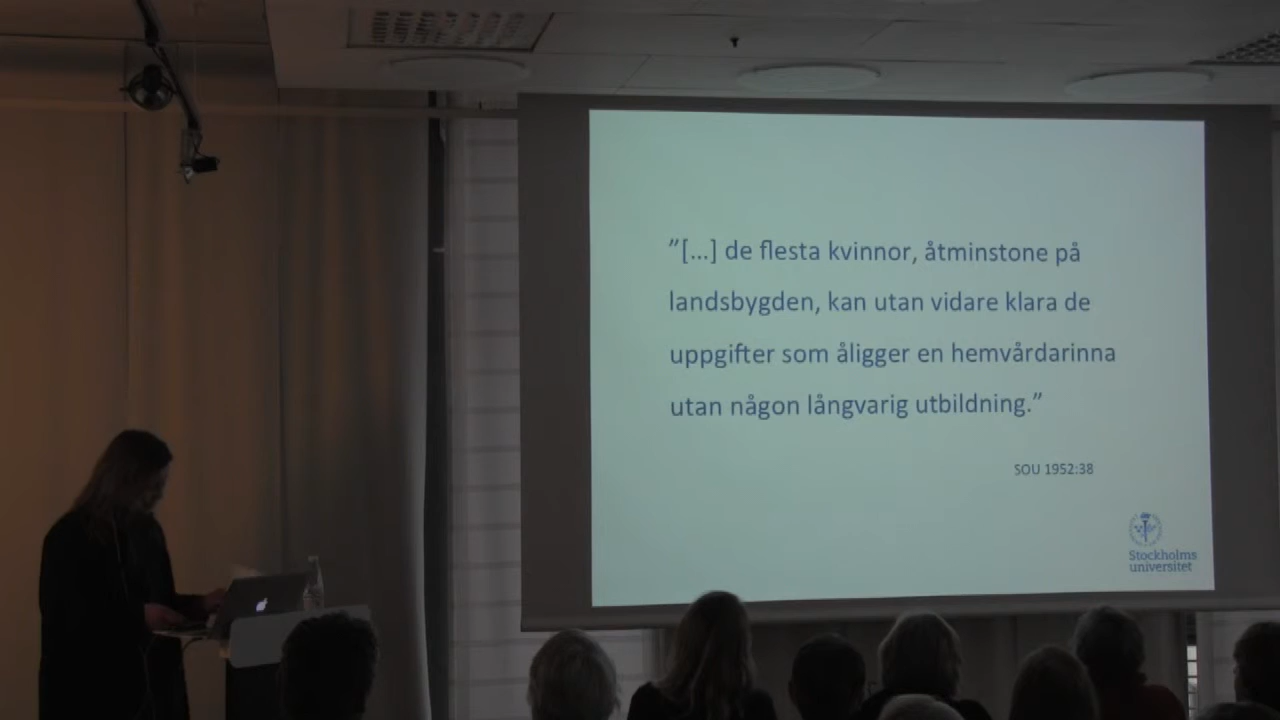 ”[...] de flesta kvinnor, åtminstone på
landsbygden, kan utan vidare klara de
uppgifter som åligger en hemvårdarinna
utan någon långvarig utbildning.”
SOU 1952:38
Stockholms
universitet